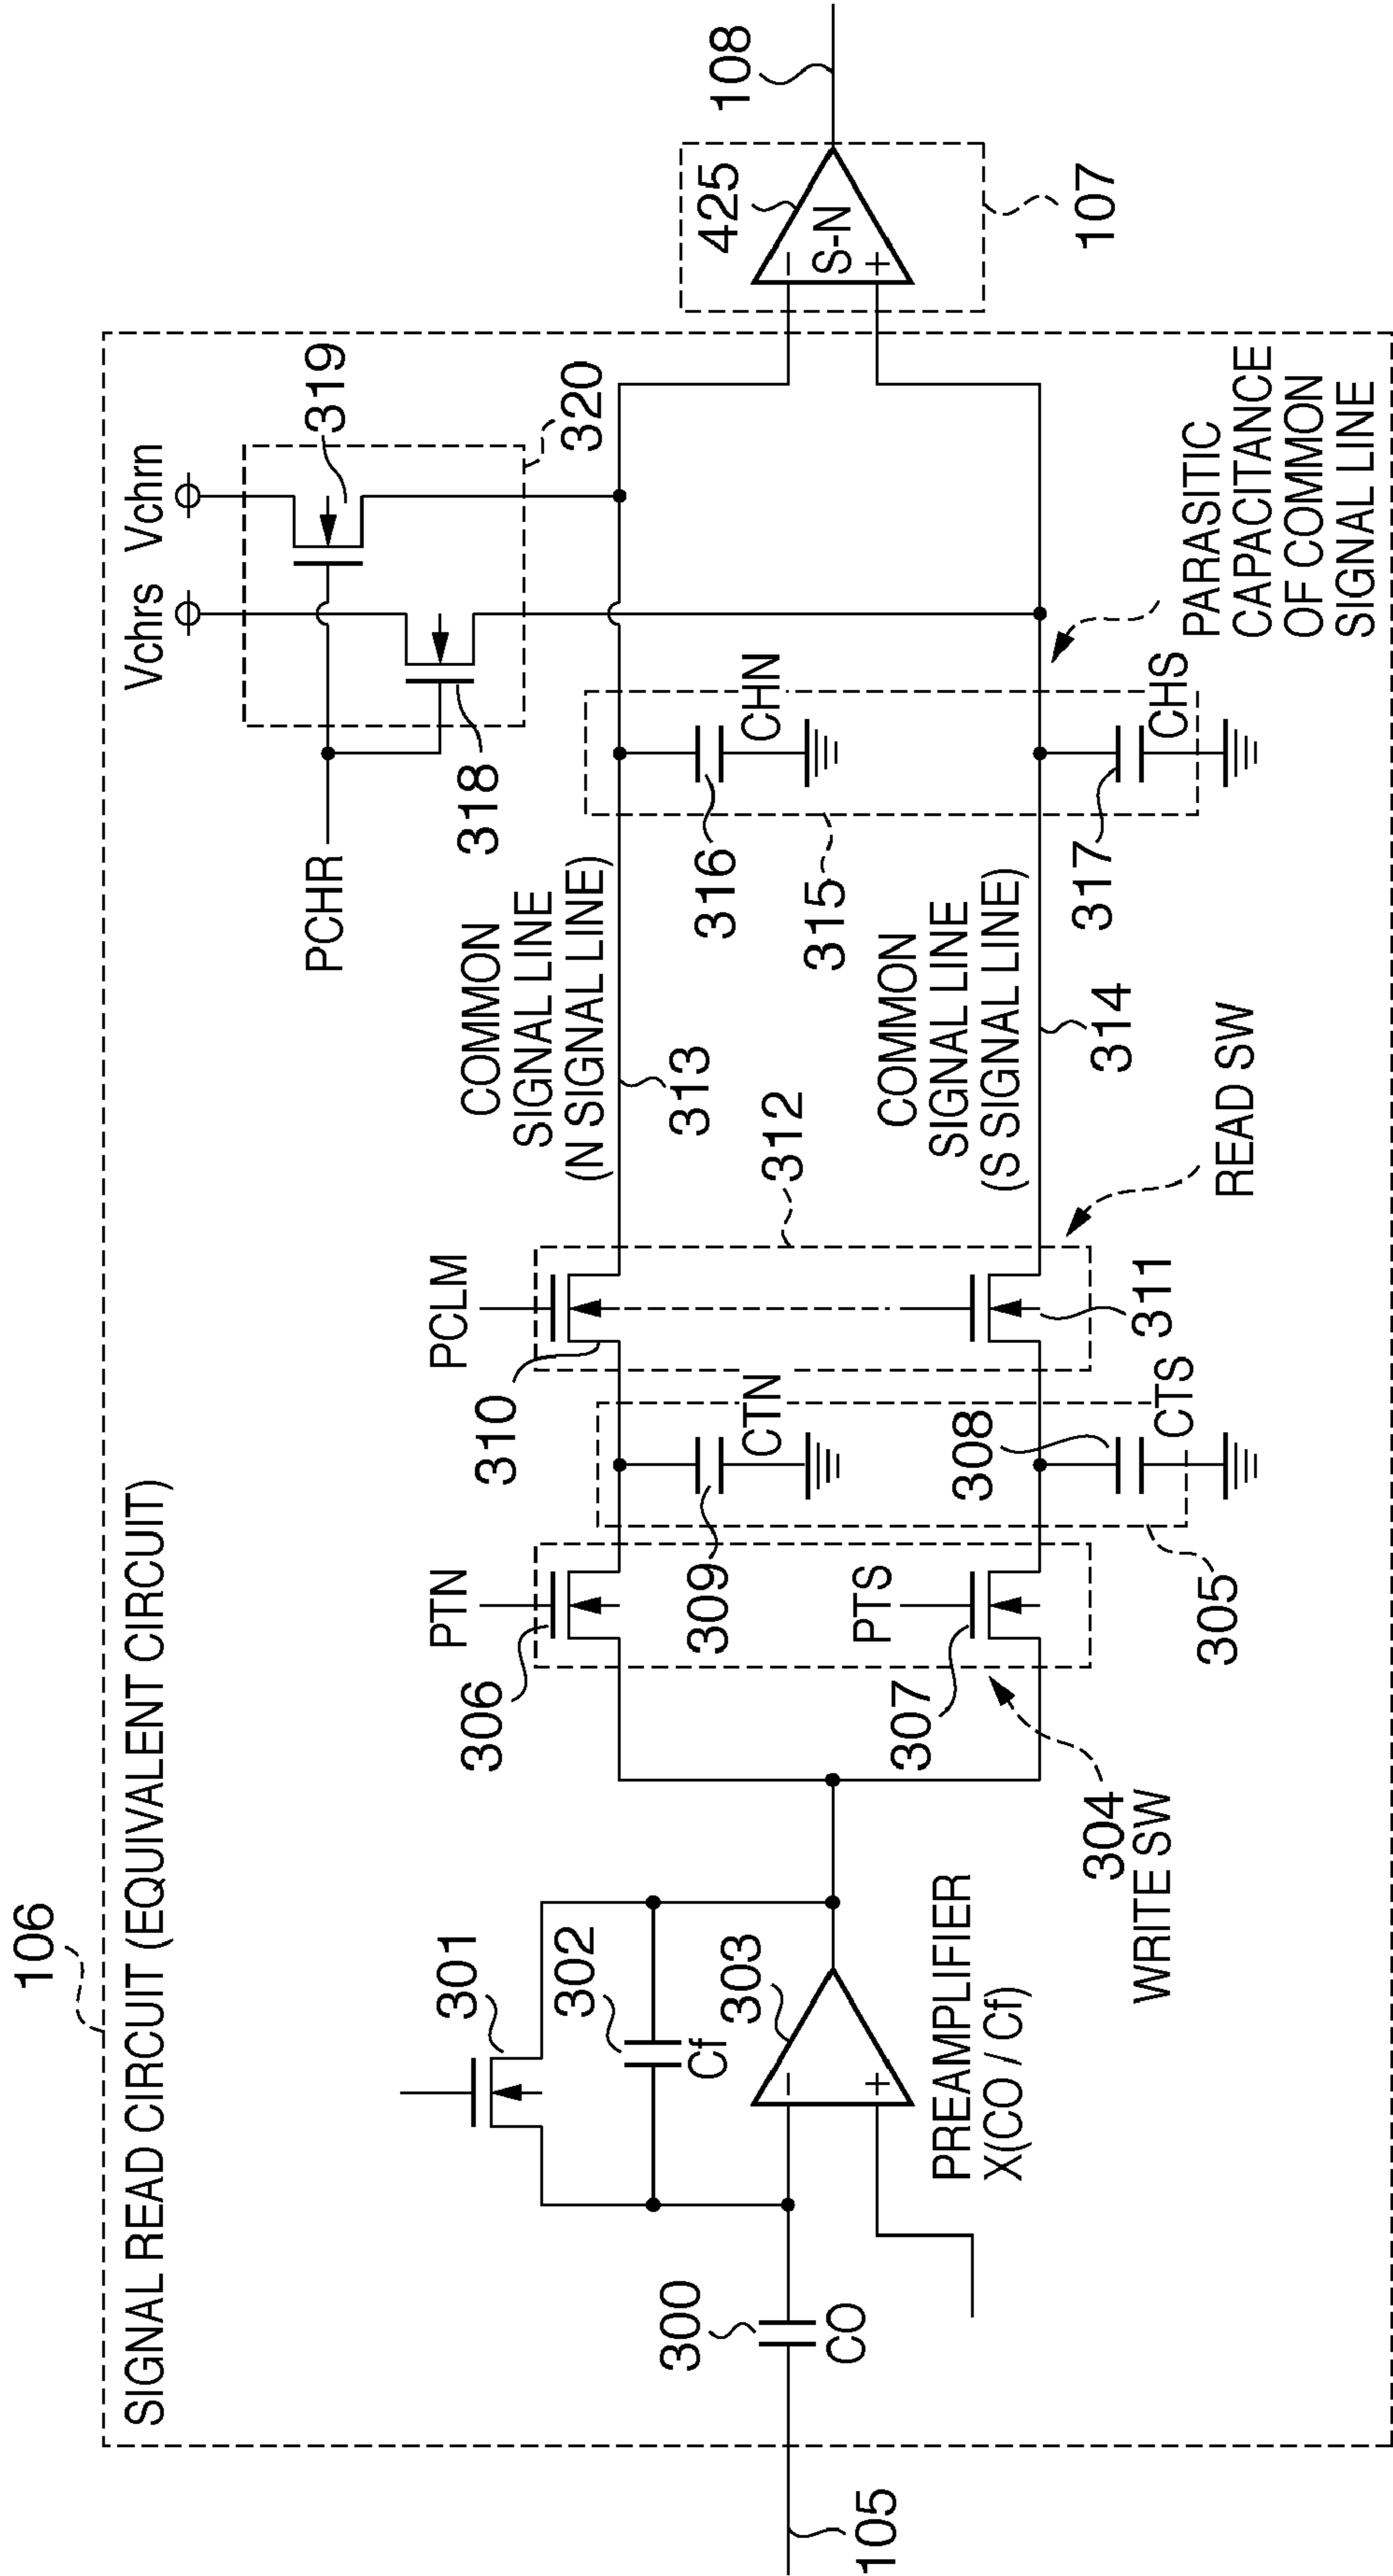 106
SIGNAL READ CIRCUIT (EQUIVALENT CIRCUIT)
105
300
CO
301
302
Cf
303
−
+
PREAMPLIFIER
X(CO / Cf)
PTN
306
PTS
307
304
WRITE SW
309
CTN
308
CTS
305
PCLM
310
312
311
READ SW
COMMON
SIGNAL LINE
(N SIGNAL LINE)
313
COMMON
SIGNAL LINE
(S SIGNAL LINE)
314
PCHR
318
319
320
Vchrs
Vchrn
316
CHN
315
317
CHS
PARASITIC
CAPACITANCE
OF COMMON
SIGNAL LINE
425
−
S-N
+
107
108